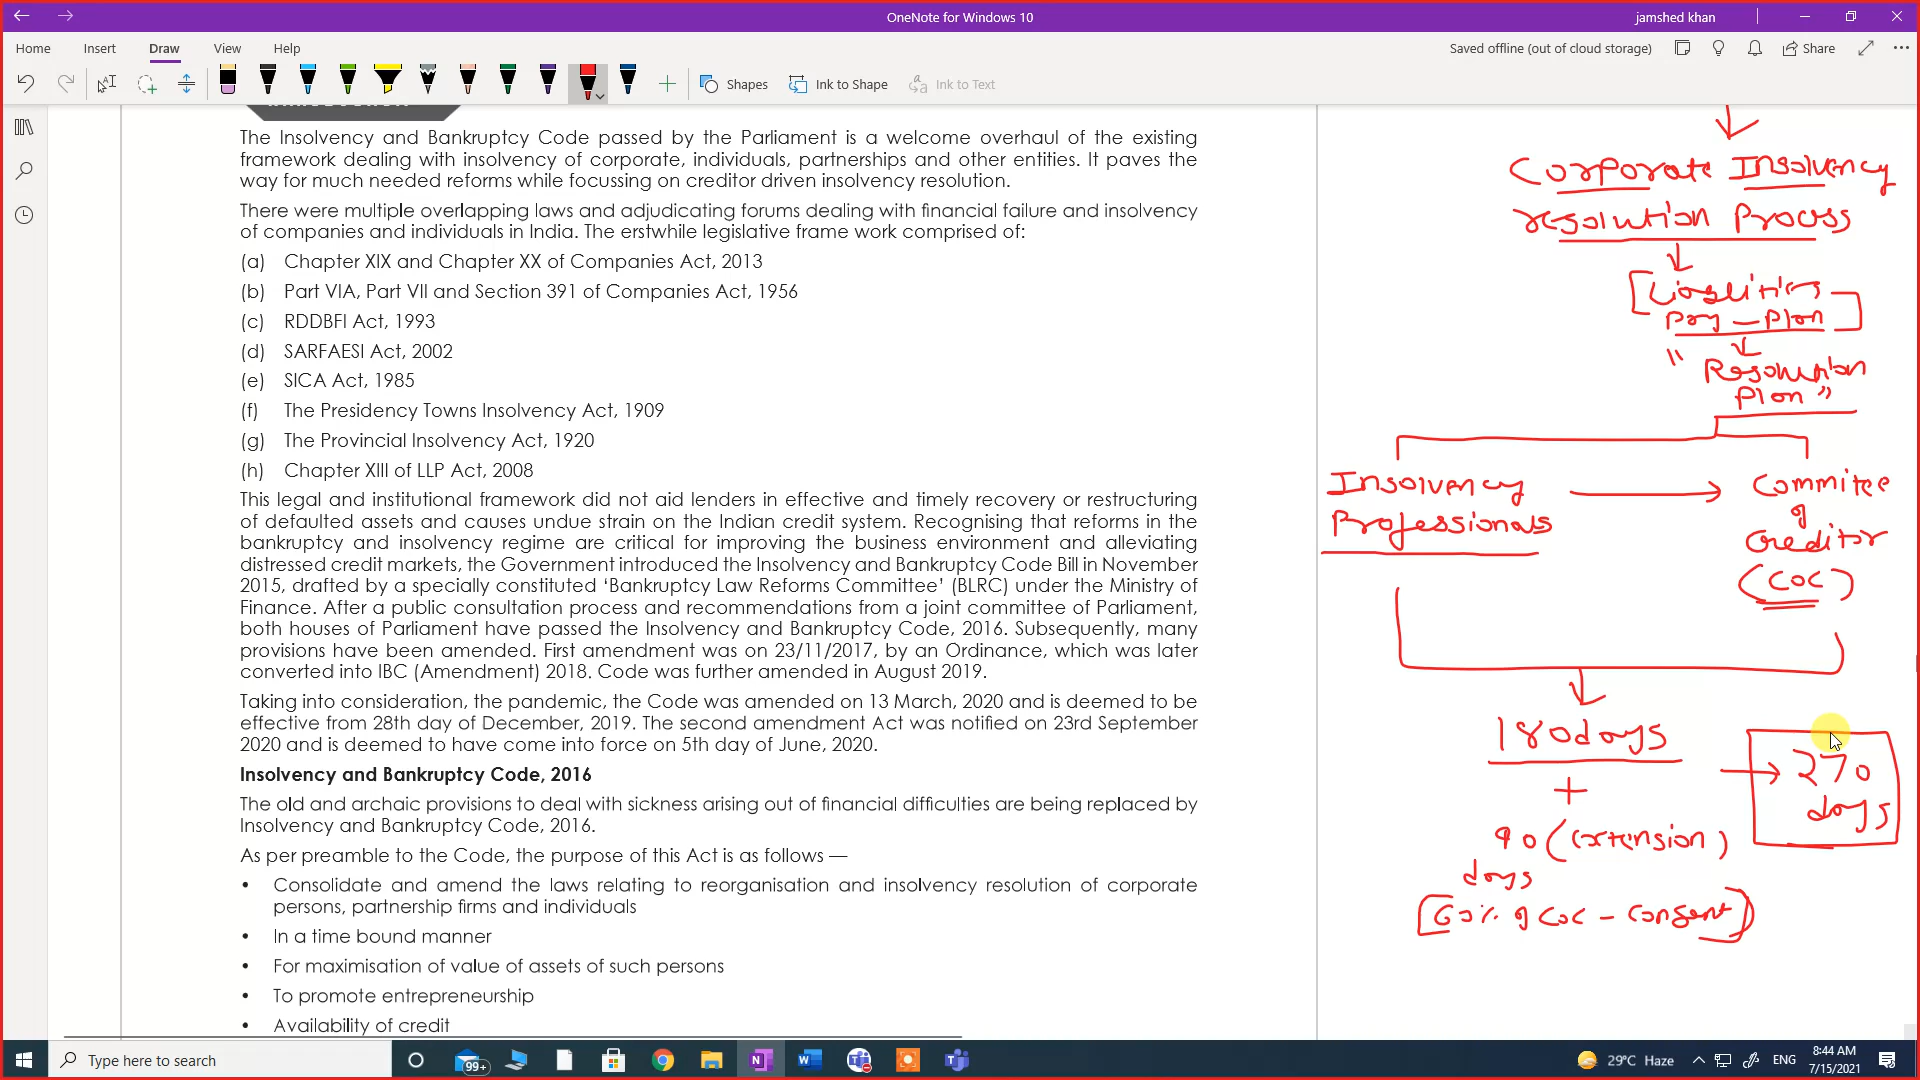 OneNote for Windows 10
jamshed khan
Home Insert Draw View Help
Saved offline (out of cloud storage)
Share
Shapes
Ink to Shape
Ink to Text
The Insolvency and Bankruptcy Code passed by the Parliament is a welcome overhaul of the existing
framework dealing with insolvency of corporate, individuals, partnerships and other entities. It paves the
way for much needed reforms while focussing on creditor driven insolvency resolution.
There were multiple overlapping laws and adjudicating forums dealing with financial failure and insolvency
of companies and individuals in India. The erstwhile legislative frame work comprised of:
(a) Chapter XIX and Chapter XX of Companies Act, 2013
(b) Part VIA, Part VII and Section 391 of Companies Act, 1956
(c) RDDBFI Act, 1993
(d) SARFAESI Act, 2002
(e) SICA Act, 1985
(f) The Presidency Towns Insolvency Act, 1909
(g) The Provincial Insolvency Act, 1920
(h) Chapter XIII of LLP Act, 2008
This legal and institutional framework did not aid lenders in effective and timely recovery or restructuring
of defaulted assets and causes undue strain on the Indian credit system. Recognising that reforms in the
bankruptcy and insolvency regime are critical for improving the business environment and alleviating
distressed credit markets, the Government introduced the Insolvency and Bankruptcy Code Bill in November
2015, drafted by a specially constituted ‘Bankruptcy Law Reforms Committee’ (BLRC) under the Ministry of
Finance. After a public consultation process and recommendations from a joint committee of Parliament,
both houses of Parliament have passed the Insolvency and Bankruptcy Code, 2016. Subsequently, many
provisions have been amended. First amendment was on 23/11/2017, by an Ordinance, which was later
converted into IBC (Amendment) 2018. Code was further amended in August 2019.
Taking into consideration, the pandemic, the Code was amended on 13 March, 2020 and is deemed to be
effective from 28th day of December, 2019. The second amendment Act was notified on 23rd September
2020 and is deemed to have come into force on 5th day of June, 2020.
Insolvency and Bankruptcy Code, 2016
The old and archaic provisions to deal with sickness arising out of financial difficulties are being replaced by
Insolvency and Bankruptcy Code, 2016.
As per preamble to the Code, the purpose of this Act is as follows —
• Consolidate and amend the laws relating to reorganisation and insolvency resolution of corporate
persons, partnership firms and individuals
• In a time bound manner
• For maximisation of value of assets of such persons
• To promote entrepreneurship
• Availability of credit
Corporate Insolvency
resolution Process
Liabilities
Pay - Plan
" Resolution
Plan "
Insolvency
Professionals
Commitee
of
Creditor
(COC)
180 days
+
90 (extension)
days
[60% of COC - Consent]
270
days
Type here to search
99+
29°C Haze
ENG
8:44 AM
7/15/2021